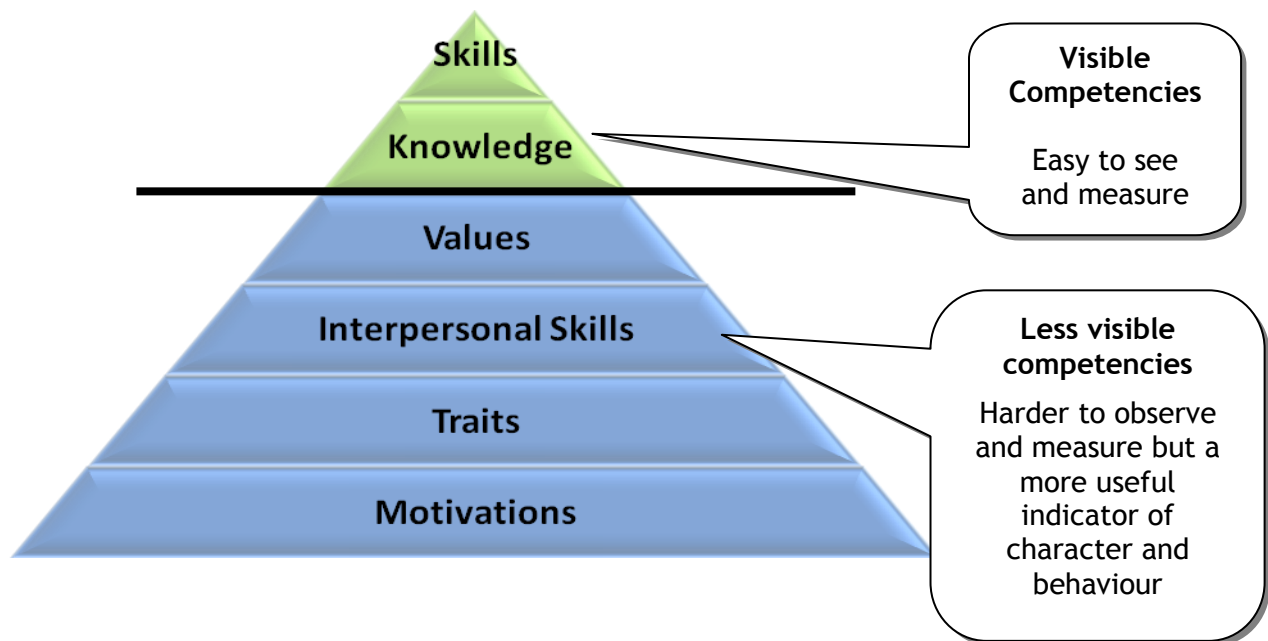 Skills
Knowledge
Values
Interpersonal Skills
Traits
Motivations
Visible
Competencies
Easy to see
and measure
Less visible
competencies
Harder to observe
and measure but a
more useful
indicator of
character and
behaviour